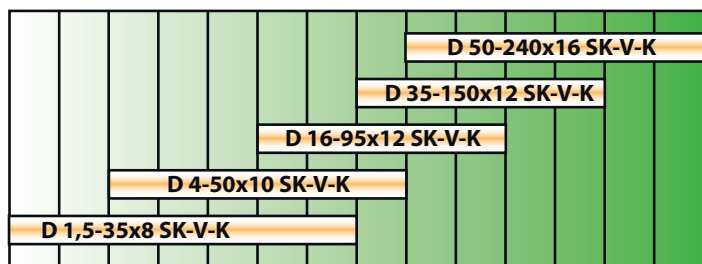 D 50-240x16 SK-V-K
D 35-150x12 SK-V-K
D 16-95x12 SK-V-K
D 4-50x10 SK-V-K
D 1,5-35x8 SK-V-K